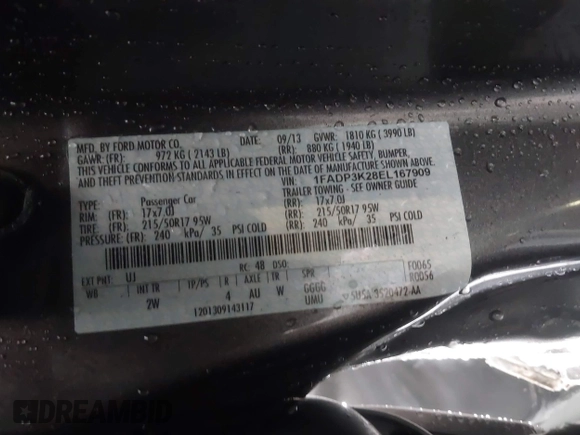 MFD. BY FORD MOTOR CO. DATE: 09/13 GVWR: 1810 KG ( 3990 LB)
GAWR: (FR): 972 KG ( 2143 LB) (RR): 880 KG ( 1940 LB)
THIS VEHICLE CONFORMS TO ALL APPLICABLE FEDERAL MOTOR VEHICLE SAFETY, BUMPER,
AND THEFT PREVENTION STANDARDS IN EFFECT ON THE DATE OF MANUFACTURE SHOWN ABOVE.
VIN: 1FADP3K28EL167909
TYPE: Passenger Car TRAILER TOWING - SEE OWNERS GUIDE
RIM: (FR): 17x7.0J (RR): 17x7.0J
TIRE: (FR): 215/50R17 95W (RR): 215/50R17 95W
PRESSURE: (FR): 240 kPa/ 35 PSI COLD (RR): 240 kPa/ 35 PSI COLD
EXT PNT: UJ RC: 48 DSO: F0065
WB INT TR TP/PS R AXLE TR SPR R0056
2W 4 AU W GGGG
UMU
1201309143117 5U5A-3520472-AA
DREAMBID